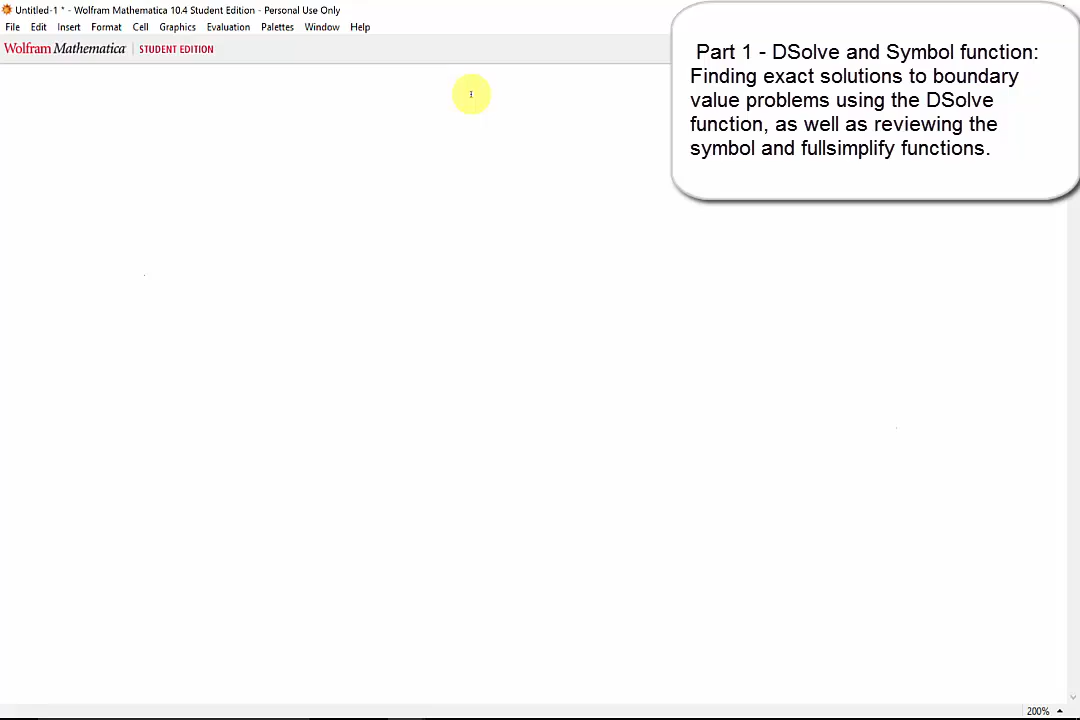 Untitled-1 * - Wolfram Mathematica 10.4 Student Edition - Personal Use Only
File Edit Insert Format Cell Graphics Evaluation Palettes Window Help
Wolfram Mathematica | STUDENT EDITION
Part 1 - DSolve and Symbol function:
Finding exact solutions to boundary
value problems using the DSolve
function, as well as reviewing the
symbol and fullsimplify functions.
200%